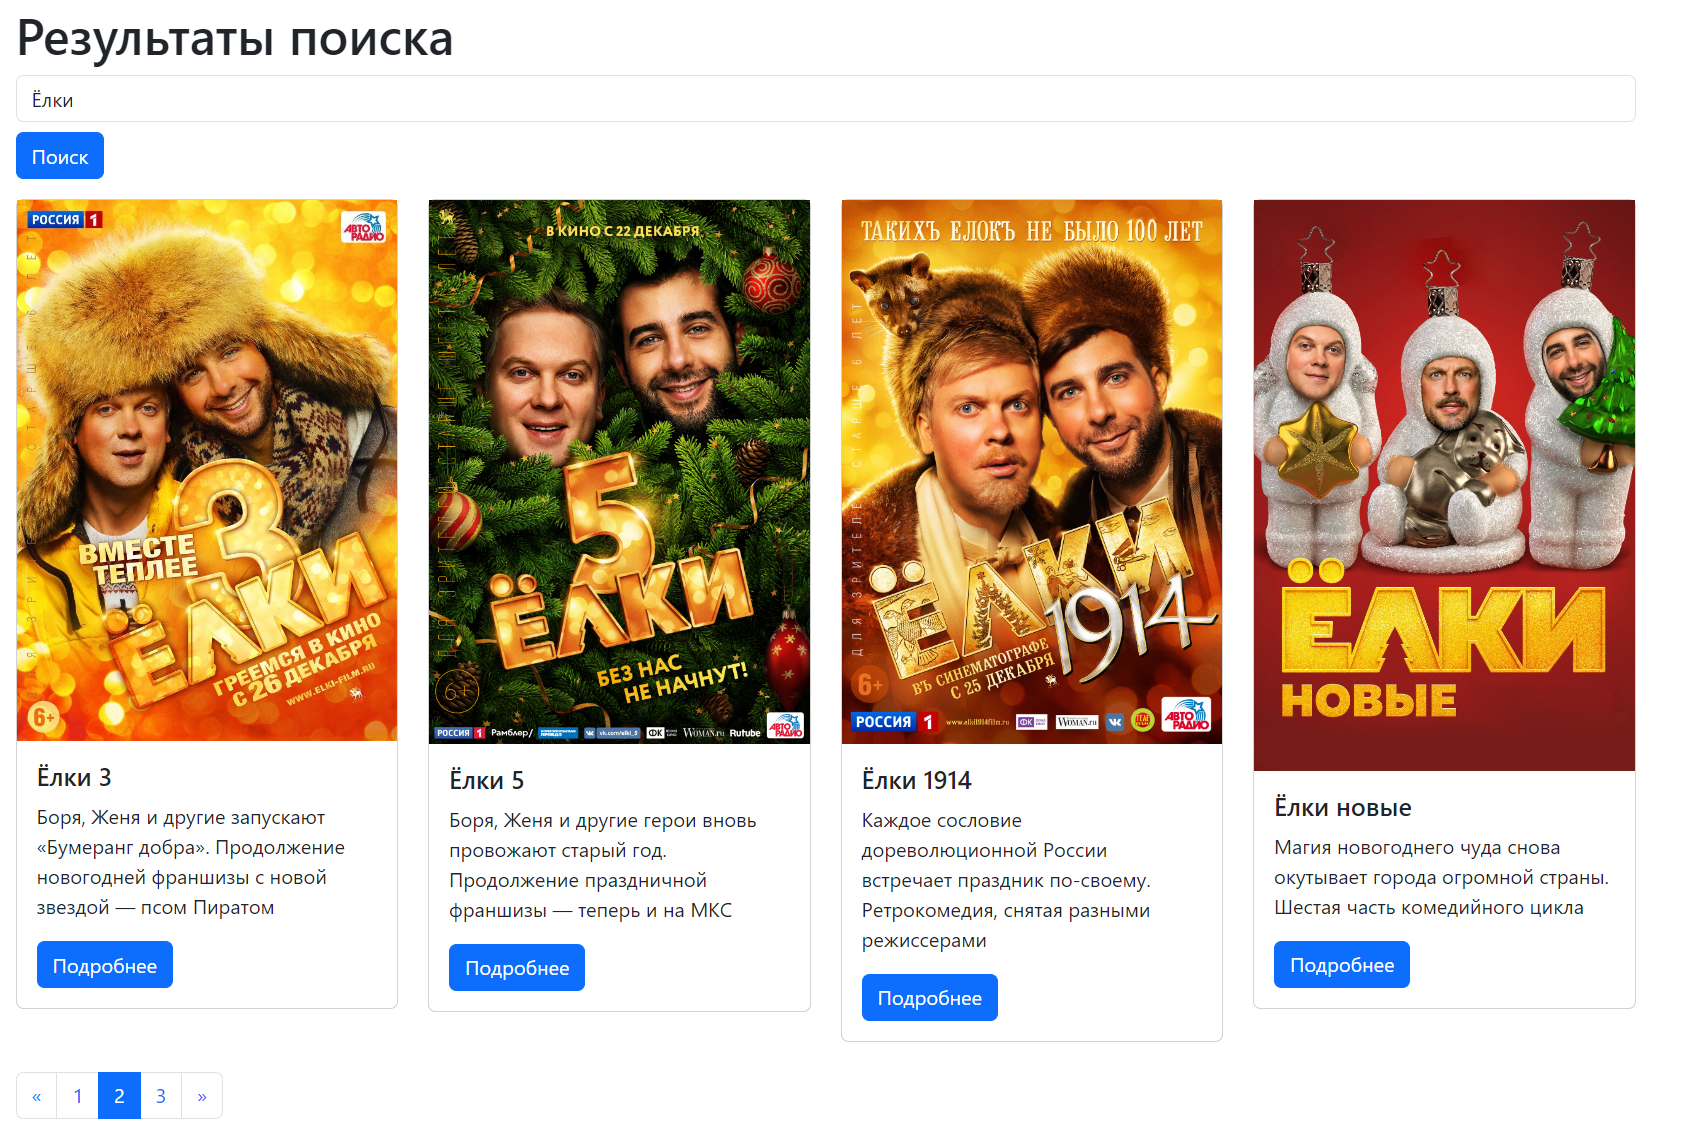 Результаты поиска
Ёлки
Поиск
РОССИЯ 1
АВТО
РАДИО
3
ВМЕСТЕ
ТЕПЛЕЕ
ЁЛКИ
ГРЕЕМСЯ В КИНО
С 26 ДЕКАБРЯ
WWW.ELKI-FILM.RU
6+
Ёлки 3
Боря, Женя и другие запускают
«Бумеранг добра». Продолжение
новогодней франшизы с новой
звездой — псом Пиратом
Подробнее
В КИНО С 22 ДЕКАБРЯ
5
ЁЛКИ
БЕЗ НАС
НЕ НАЧНУТ!
6+
РОССИЯ 1 Рамблер/ vk.com/elki_5 ФК WOMAN.ru Rutube АВТО РАДИО
Ёлки 5
Боря, Женя и другие герои вновь
провожают старый год.
Продолжение праздничной
франшизы — теперь и на МКС
Подробнее
ТАКИХЪ ЕЛОКЪ НЕ БЫЛО 100 ЛЕТ
ДЛЯ ЗРИТЕЛЕЙ СТАРШЕ 6 ЛЕТ
ЁЛКИ
1914
ВЪ СИНЕМАТОГРАФЕ
С 25 ДЕКАБРЯ
6+
РОССИЯ 1 www.elki1914film.ru ФК WOMAN.ru АВТО РАДИО
Ёлки 1914
Каждое сословие
дореволюционной России
встречает праздник по-своему.
Ретрокомедия, снятая разными
режиссерами
Подробнее
ЁЛКИ
НОВЫЕ
Ёлки новые
Магия новогоднего чуда снова
окутывает города огромной страны.
Шестая часть комедийного цикла
Подробнее
« 1 2 3 »